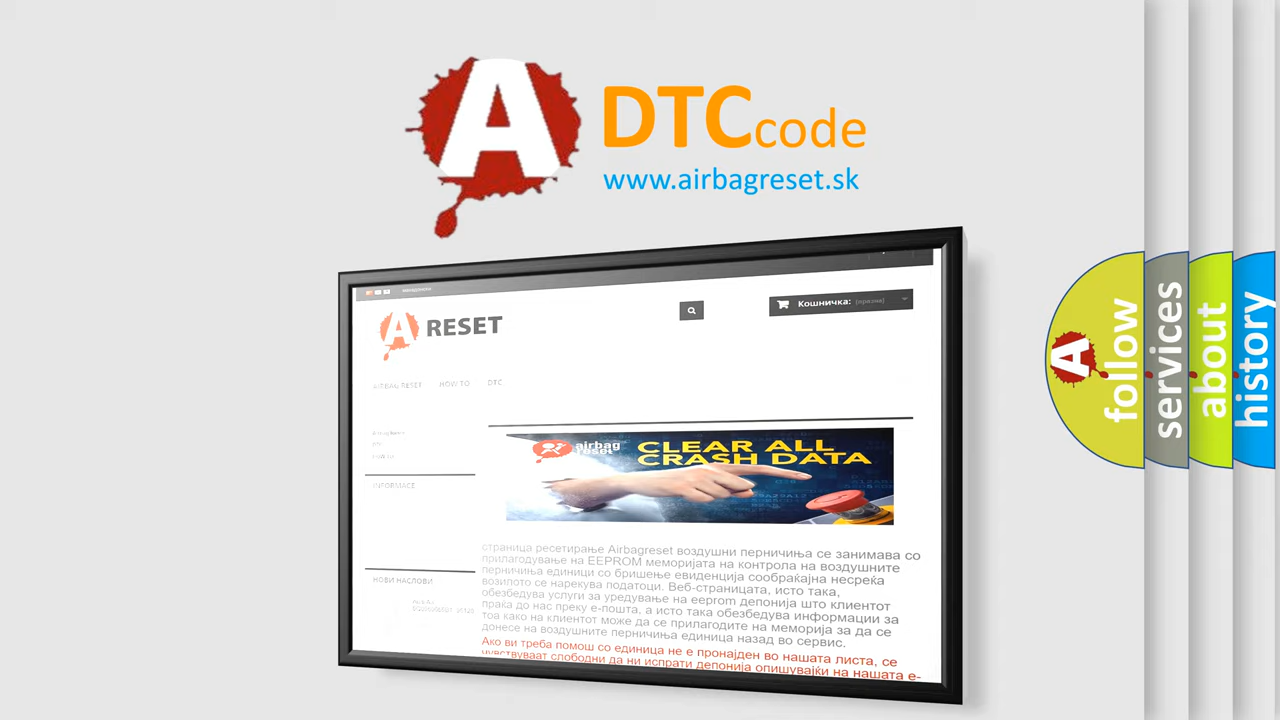 A DTC code
www.airbagreset.sk
A RESET
Кошничка: (празни)
AIRBAG RESET HOW TO DTC
INFORMACE
airbag reset
CLEAR ALL
CRASH DATA
страница ресетирање Airbagreset воздушни перничиња се занимава со
прилагодување на EEPROM меморијата на контрола на воздушните
перничиња единици со бришење евиденција сообраќајна несреќа
возилото се нарекува податоци. Веб-страницата, исто така,
обезбедува услуги за уредување на eeprom депонија што клиентот
праќа до нас преку е-пошта, а исто така обезбедува информации за
тоа како на клиентот може да се прилагодите на меморија за да се
донесе на воздушните перничиња единица назад во сервис.
Ако ви треба помош со единица не е пронајден во нашата листа, се
чувствуваат слободни да ни испрати депонија опишувајќи на нашата е-
НОВИ НАСЛОВИ
A follow
services
about
history